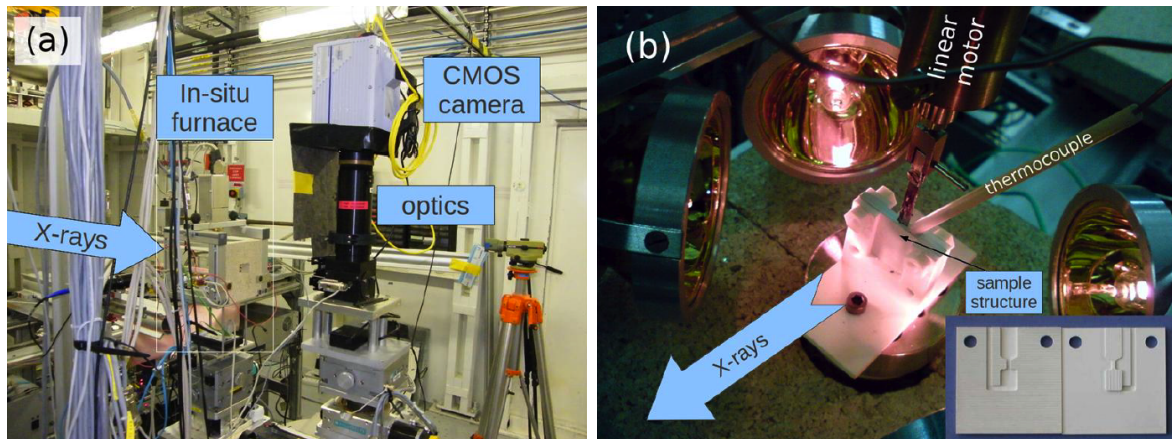 (a)
In-situ
furnace
CMOS
camera
optics
X-rays
(b)
linear
motor
thermocouple
sample
structure
X-rays